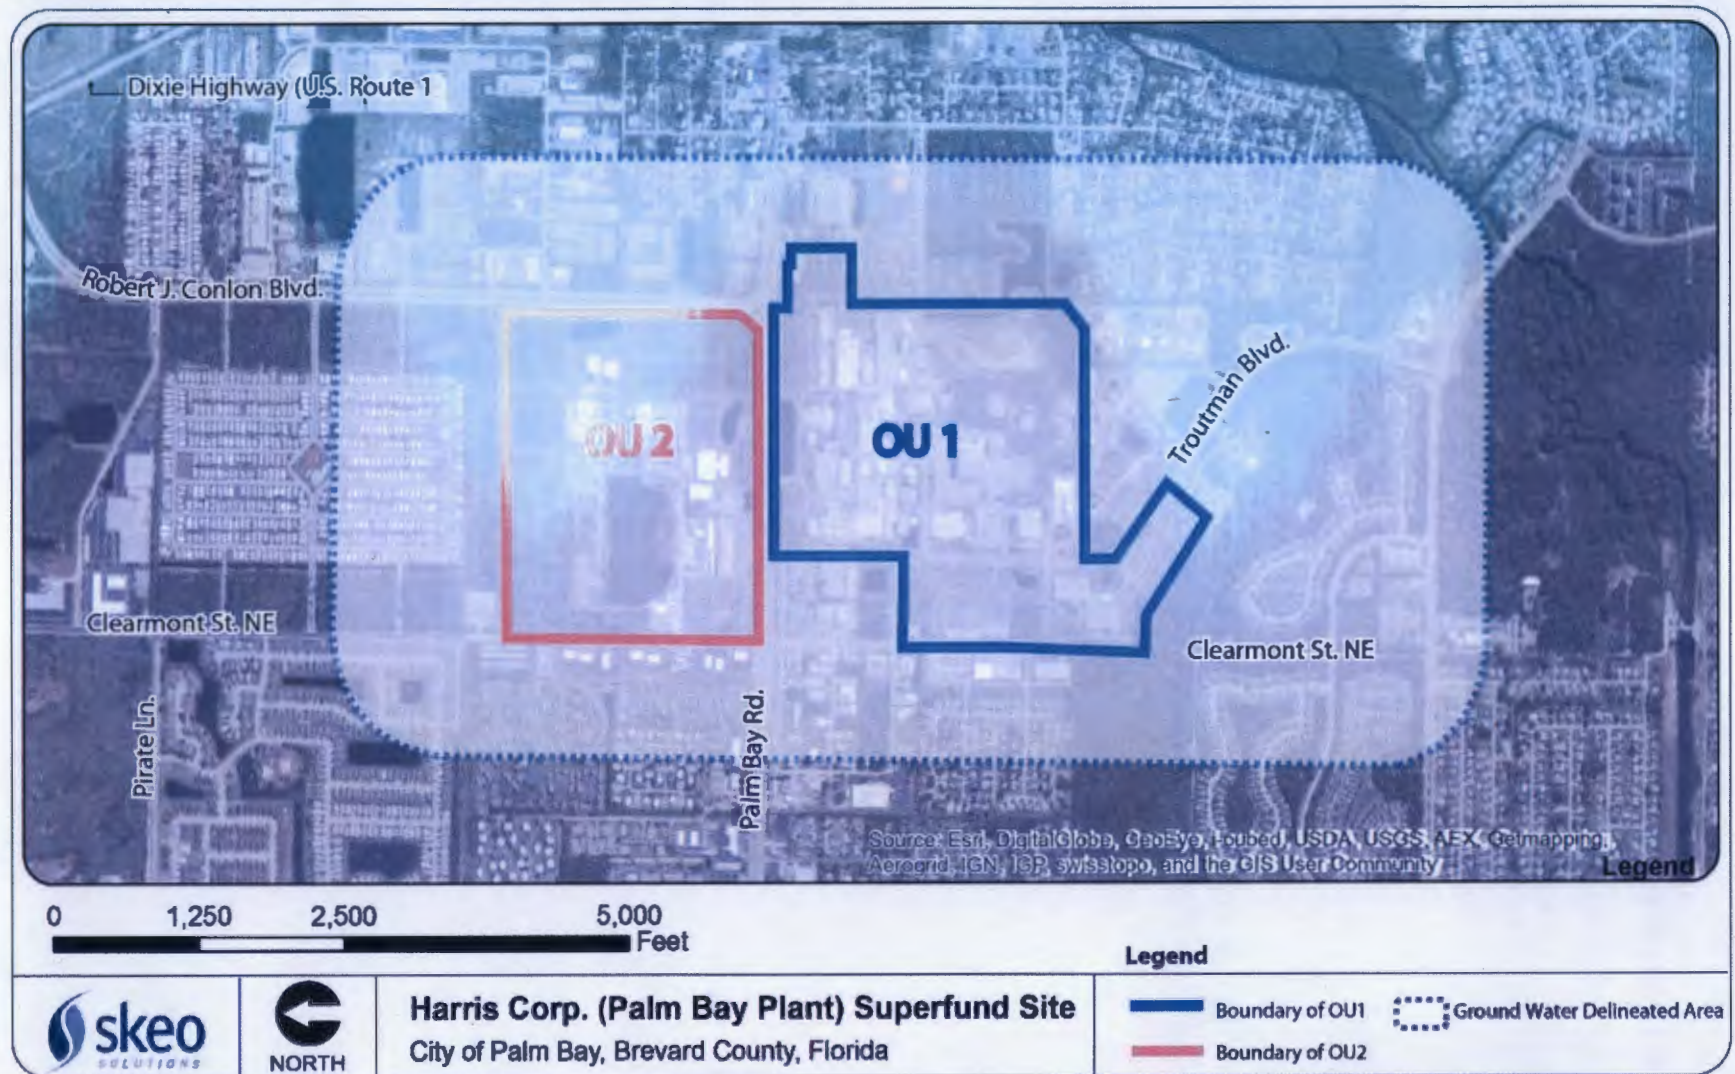 Dixie Highway (U.S. Route 1
Robert J. Conlon Blvd.
Troutman Blvd.
OU 2
OU 1
Clearmont St. NE
Clearmont St. NE
Pirate Ln.
Palm Bay Rd.
Source: Esri, DigitalGlobe, GeoEye, i-cubed, USDA, USGS, AEX, Getmapping,
Aerogrid, IGN, IGP, swisstopo, and the GIS User Community
Legend
0 1,250 2,500 5,000
Feet
Legend
skeo
SOLUTIONS
NORTH
Harris Corp. (Palm Bay Plant) Superfund Site
City of Palm Bay, Brevard County, Florida
Boundary of OU1
Ground Water Delineated Area
Boundary of OU2